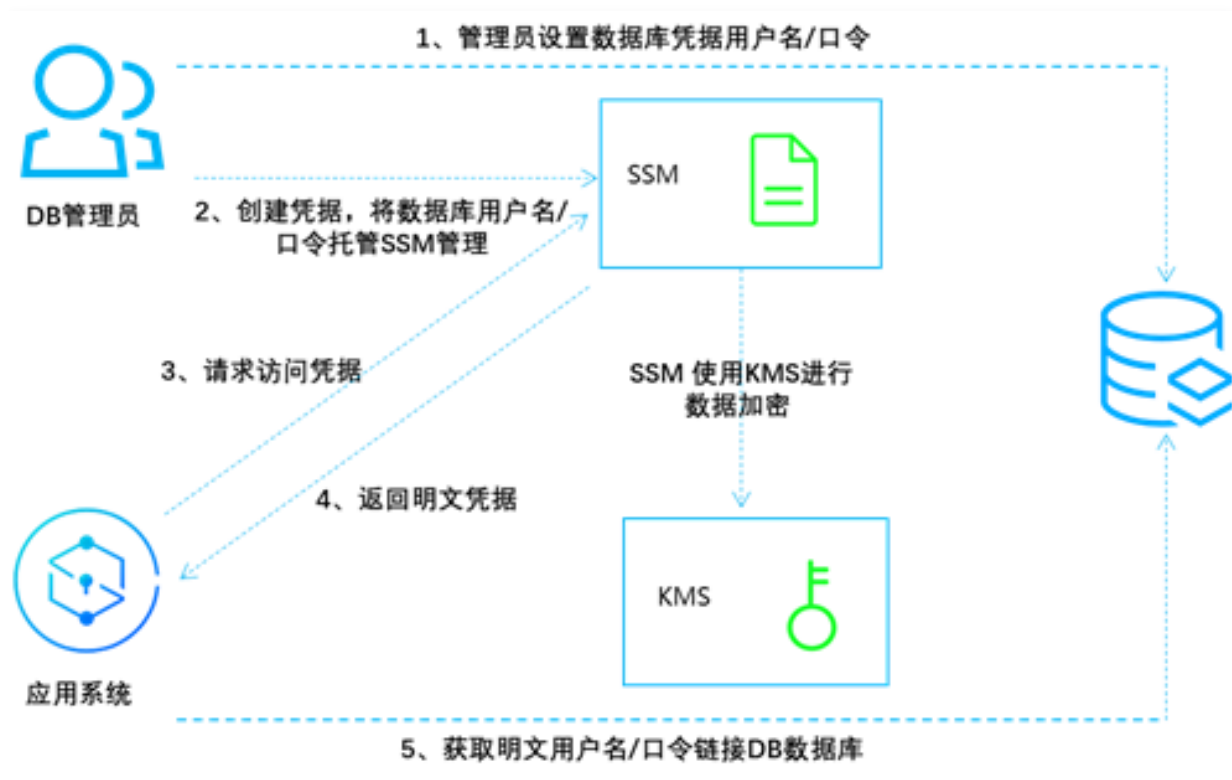 1、管理员设置数据库凭据用户名/口令
SSM
DB管理员
2、创建凭据，将数据库用户名/
口令托管SSM管理
3、请求访问凭据
SSM 使用KMS进行
数据加密
4、返回明文凭据
KMS
应用系统
5、获取明文用户名/口令链接DB数据库